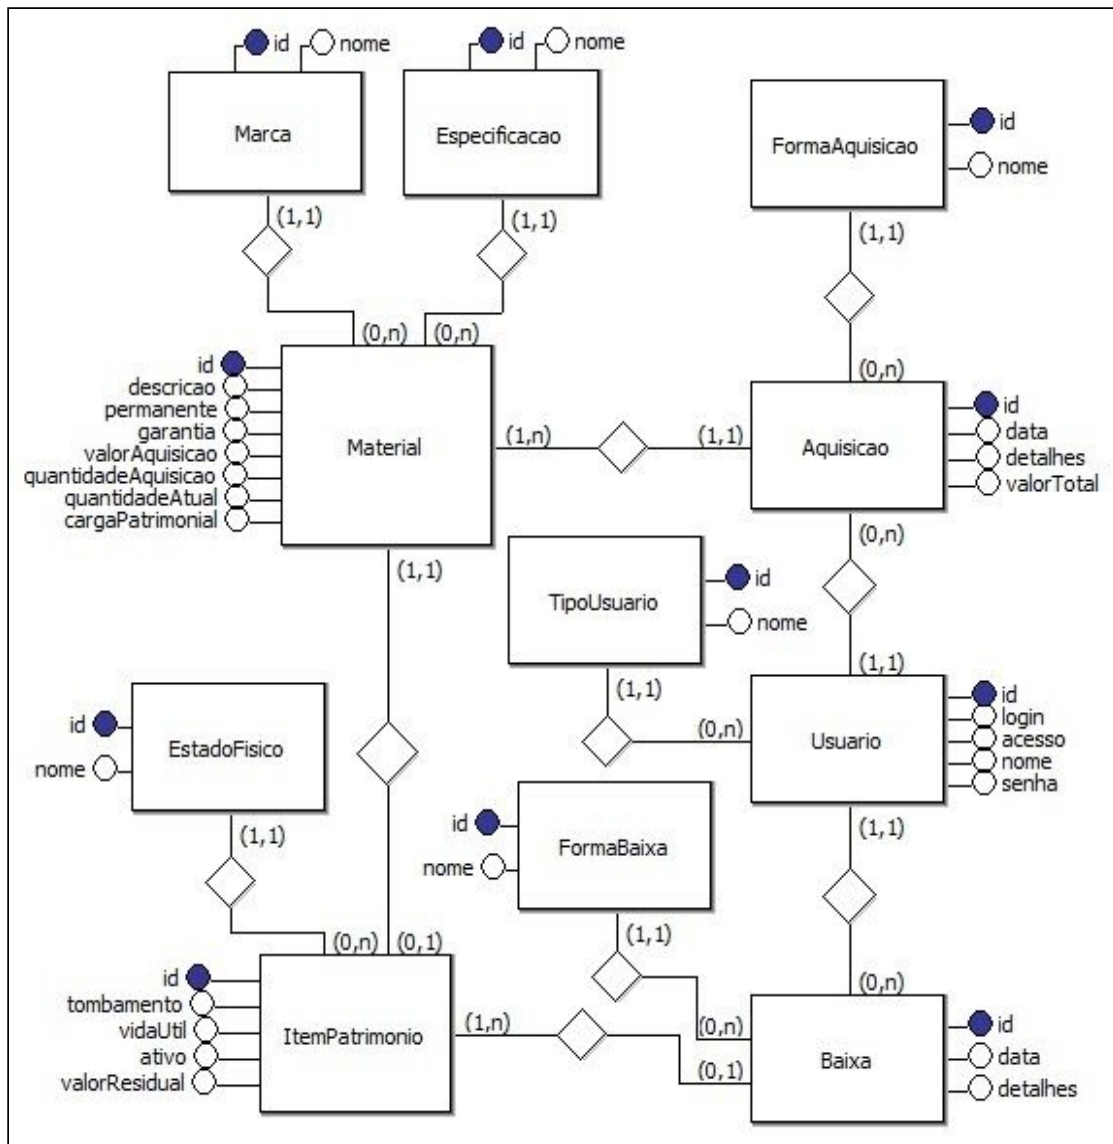 id nome
id nome
Marca
Especificacao
FormaAquisicao
id
nome
(1,1)
(1,1)
(1,1)
(0,n) (0,n)
(0,n)
id
descricao
permanente
garantia
valorAquisicao
quantidadeAquisicao
quantidadeAtual
cargaPatrimonial
Material
(1,n)
(1,1)
Aquisicao
id
data
detalhes
valorTotal
(1,1)
(0,n)
TipoUsuario
id
nome
(1,1)
(0,n)
(1,1)
Usuario
id
login
acesso
nome
senha
id
nome
EstadoFisico
(1,1)
id
nome
FormaBaixa
(1,1)
(1,1)
(0,n) (0,1)
id
tombamento
vidaUtil
ativo
valorResidual
ItemPatrimonio
(1,n)
(0,n)
(0,1)
(0,n)
Baixa
id
data
detalhes